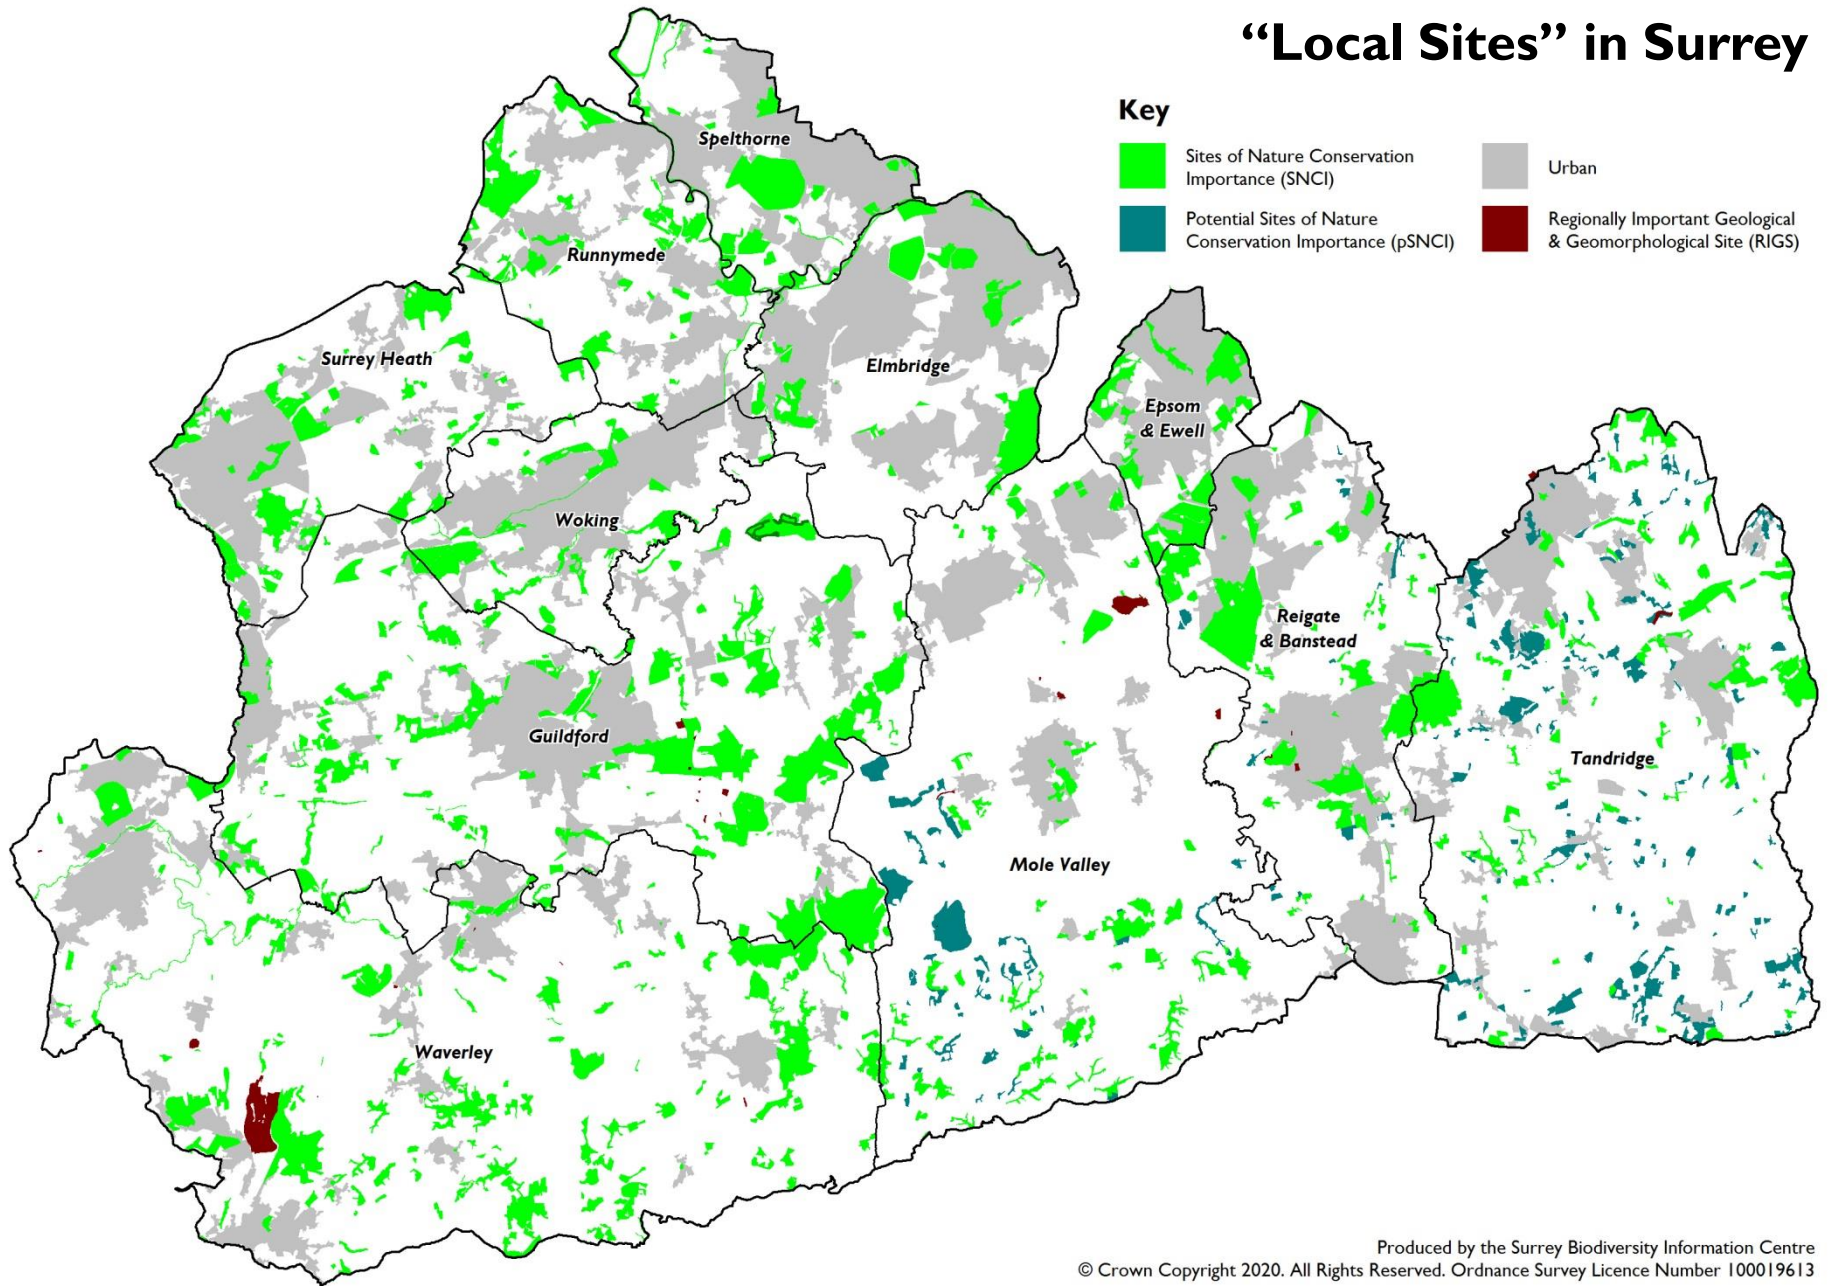 “Local Sites” in Surrey
Key
Sites of Nature Conservation
Importance (SNCI)
Urban
Potential Sites of Nature
Conservation Importance (pSNCI)
Regionally Important Geological
& Geomorphological Site (RIGS)
Spelthorne
Runnymede
Surrey Heath
Elmbridge
Epsom
& Ewell
Woking
Reigate
& Banstead
Guildford
Tandridge
Mole Valley
Waverley
Produced by the Surrey Biodiversity Information Centre
© Crown Copyright 2020. All Rights Reserved. Ordnance Survey Licence Number 100019613